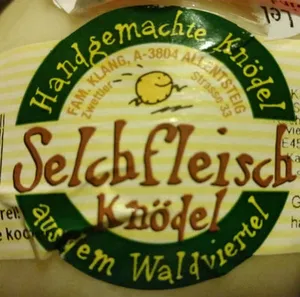 Handgemachte Knödel
FAM. KLANG, A-3804 ALLENTSTEIG
Zwettler Strasse 33
Selchfleisch
Knödel
aus dem Waldviertel